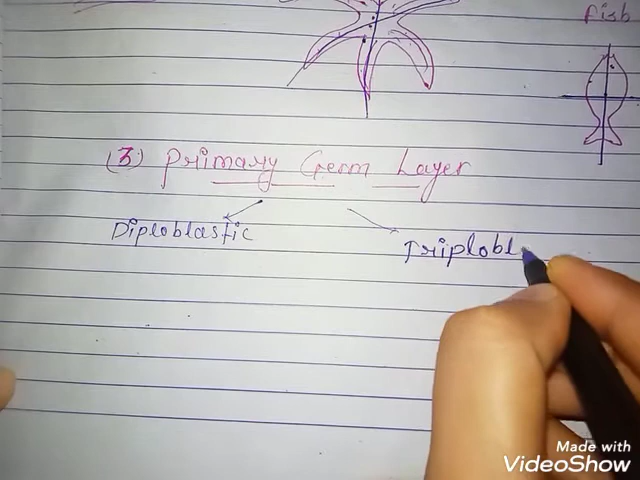 Fish
(3) Primary Germ Layer
Diploblastic
Triplobl
Made with
VideoShow